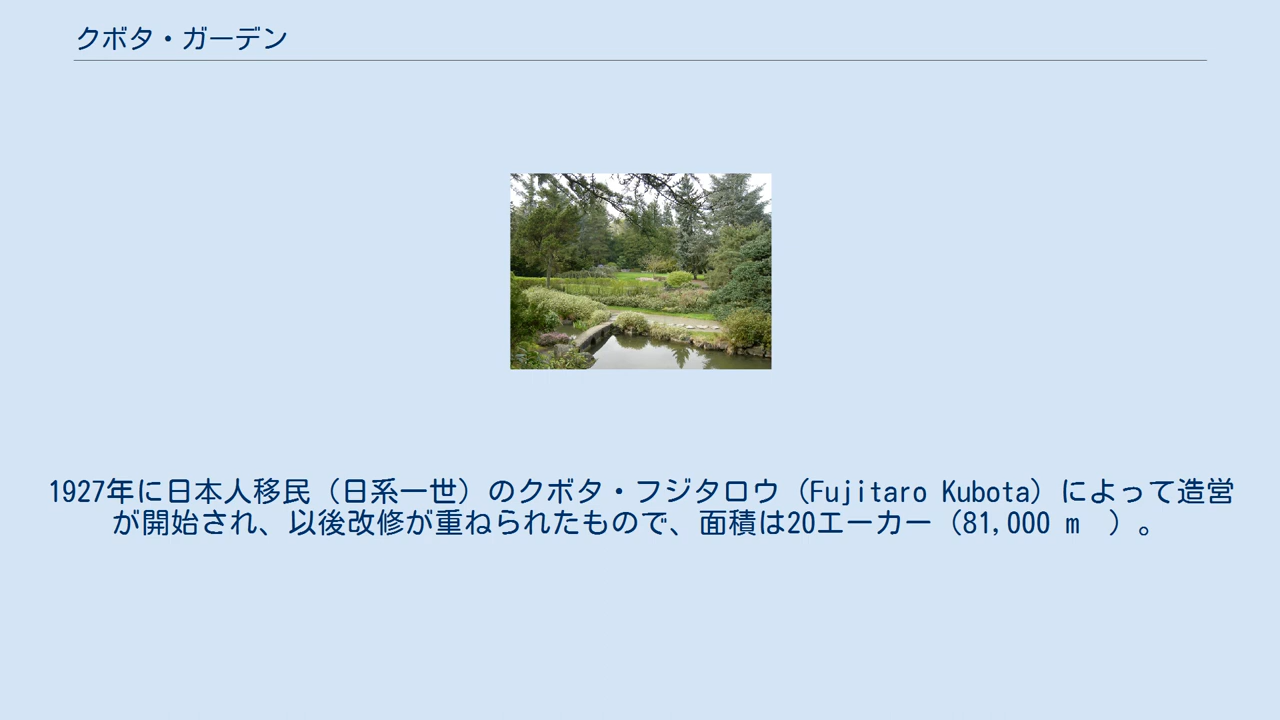 クボタ・ガーデン
1927年に日本人移民（日系一世）のクボタ・フジタロウ（Fujitaro Kubota）によって造営
が開始され、以後改修が重ねられたもので、面積は20エーカー（81,000 m　）。